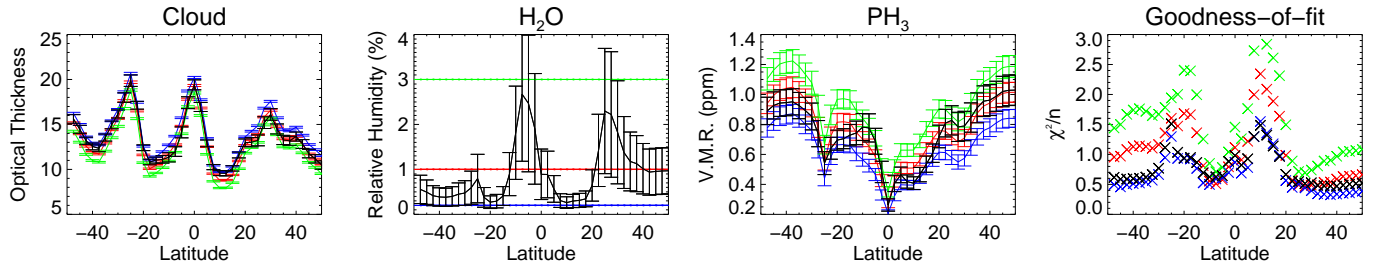 Cloud
Optical Thickness
25
20
15
10
5
−40 −20 0 20 40
Latitude
H₂O
Relative Humidity (%)
4
3
2
1
0
−40 −20 0 20 40
Latitude
PH₃
V.M.R. (ppm)
1.4
1.2
1.0
0.8
0.6
0.4
0.2
−40 −20 0 20 40
Latitude
Goodness−of−fit
χ²/n
3.0
2.5
2.0
1.5
1.0
0.5
0.0
−40 −20 0 20 40
Latitude